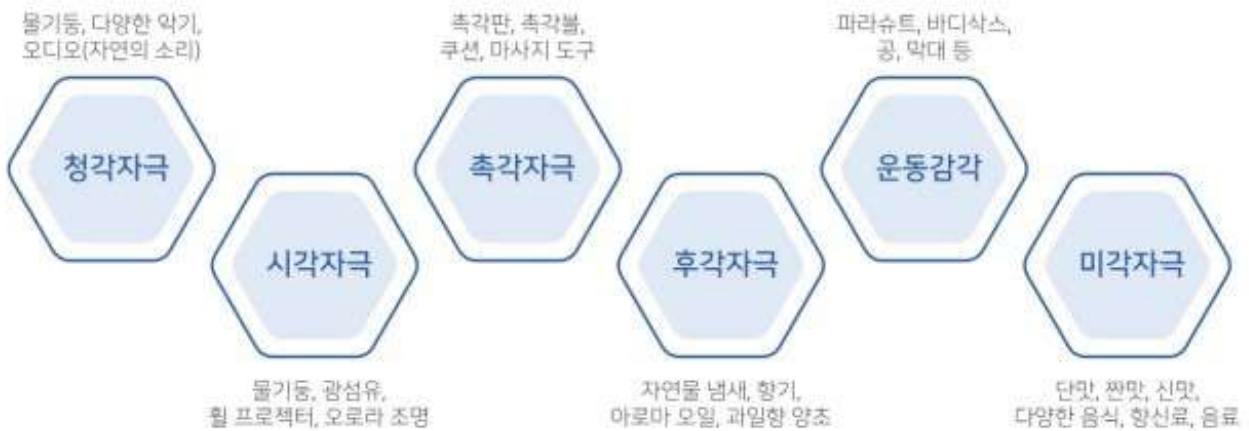 물기둥, 다양한 악기,
오디오(자연의 소리)
청각자극
시각자극
물기둥, 광섬유,
휠 프로젝터, 오로라 조명
촉각판, 촉각볼,
쿠션, 마사지 도구
촉각자극
후각자극
자연물 냄새, 향기,
아로마 오일, 과일향 양초
파라슈트, 바디삭스,
공, 막대 등
운동감각
미각자극
단맛, 짠맛, 신맛,
다양한 음식, 향신료, 음료